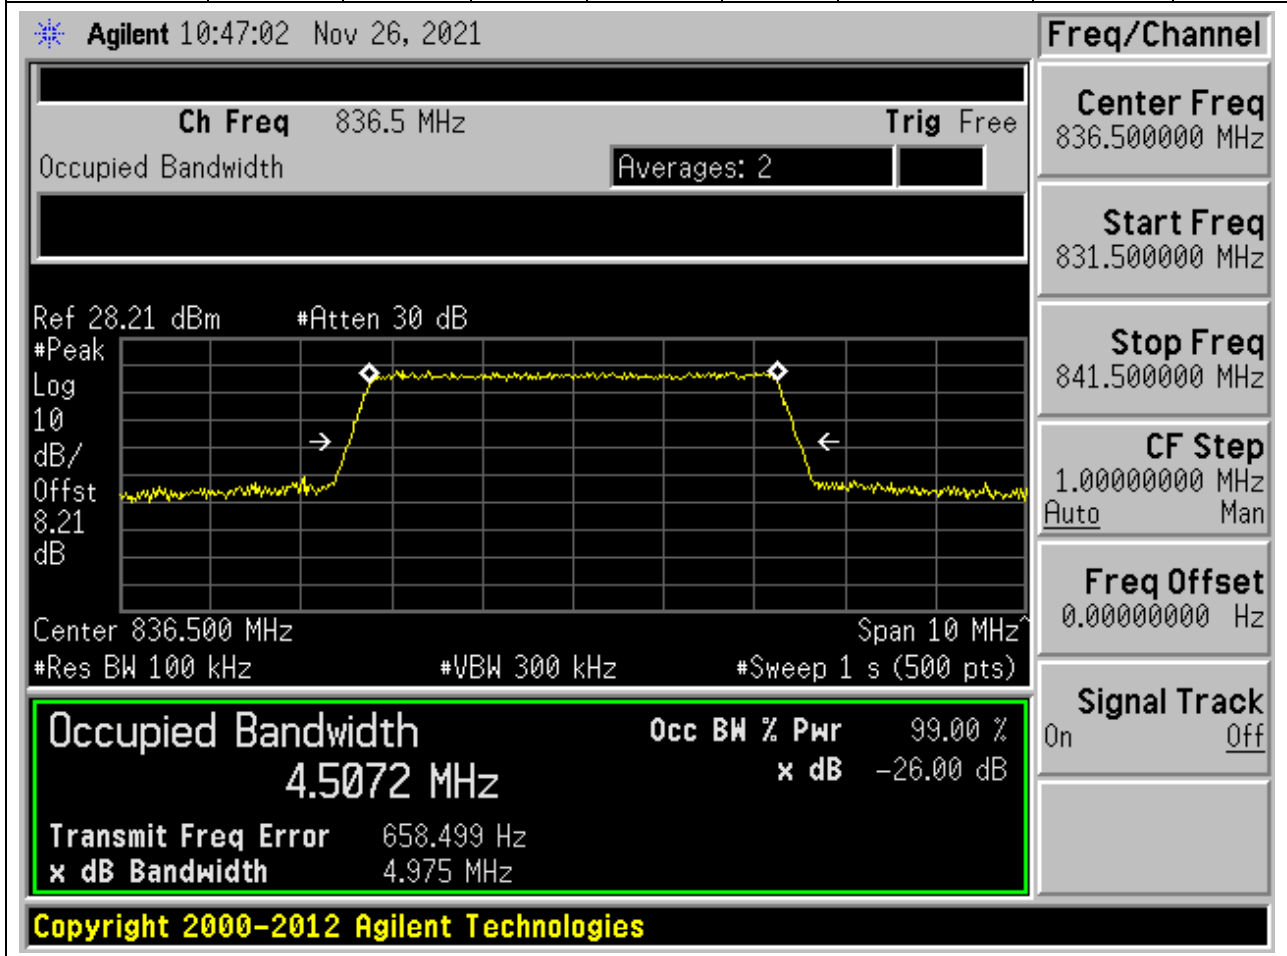 Agilent 10:47:02 Nov 26, 2021
Freq/Channel
Ch Freq 836.5 MHz Trig Free
Occupied Bandwidth Averages: 2
Center Freq
836.500000 MHz
Start Freq
831.500000 MHz
Stop Freq
841.500000 MHz
CF Step
1.00000000 MHz
Auto Man
Freq Offset
0.00000000 Hz
Signal Track
On Off
Ref 28.21 dBm #Atten 30 dB
#Peak
Log
10
dB/
Offst
8.21
dB
Center 836.500 MHz Span 10 MHz^
#Res BW 100 kHz #VBW 300 kHz #Sweep 1 s (500 pts)
Occupied Bandwidth
4.5072 MHz
Occ BW % Pwr 99.00 %
x dB -26.00 dB
Transmit Freq Error 658.499 Hz
x dB Bandwidth 4.975 MHz
Copyright 2000-2012 Agilent Technologies